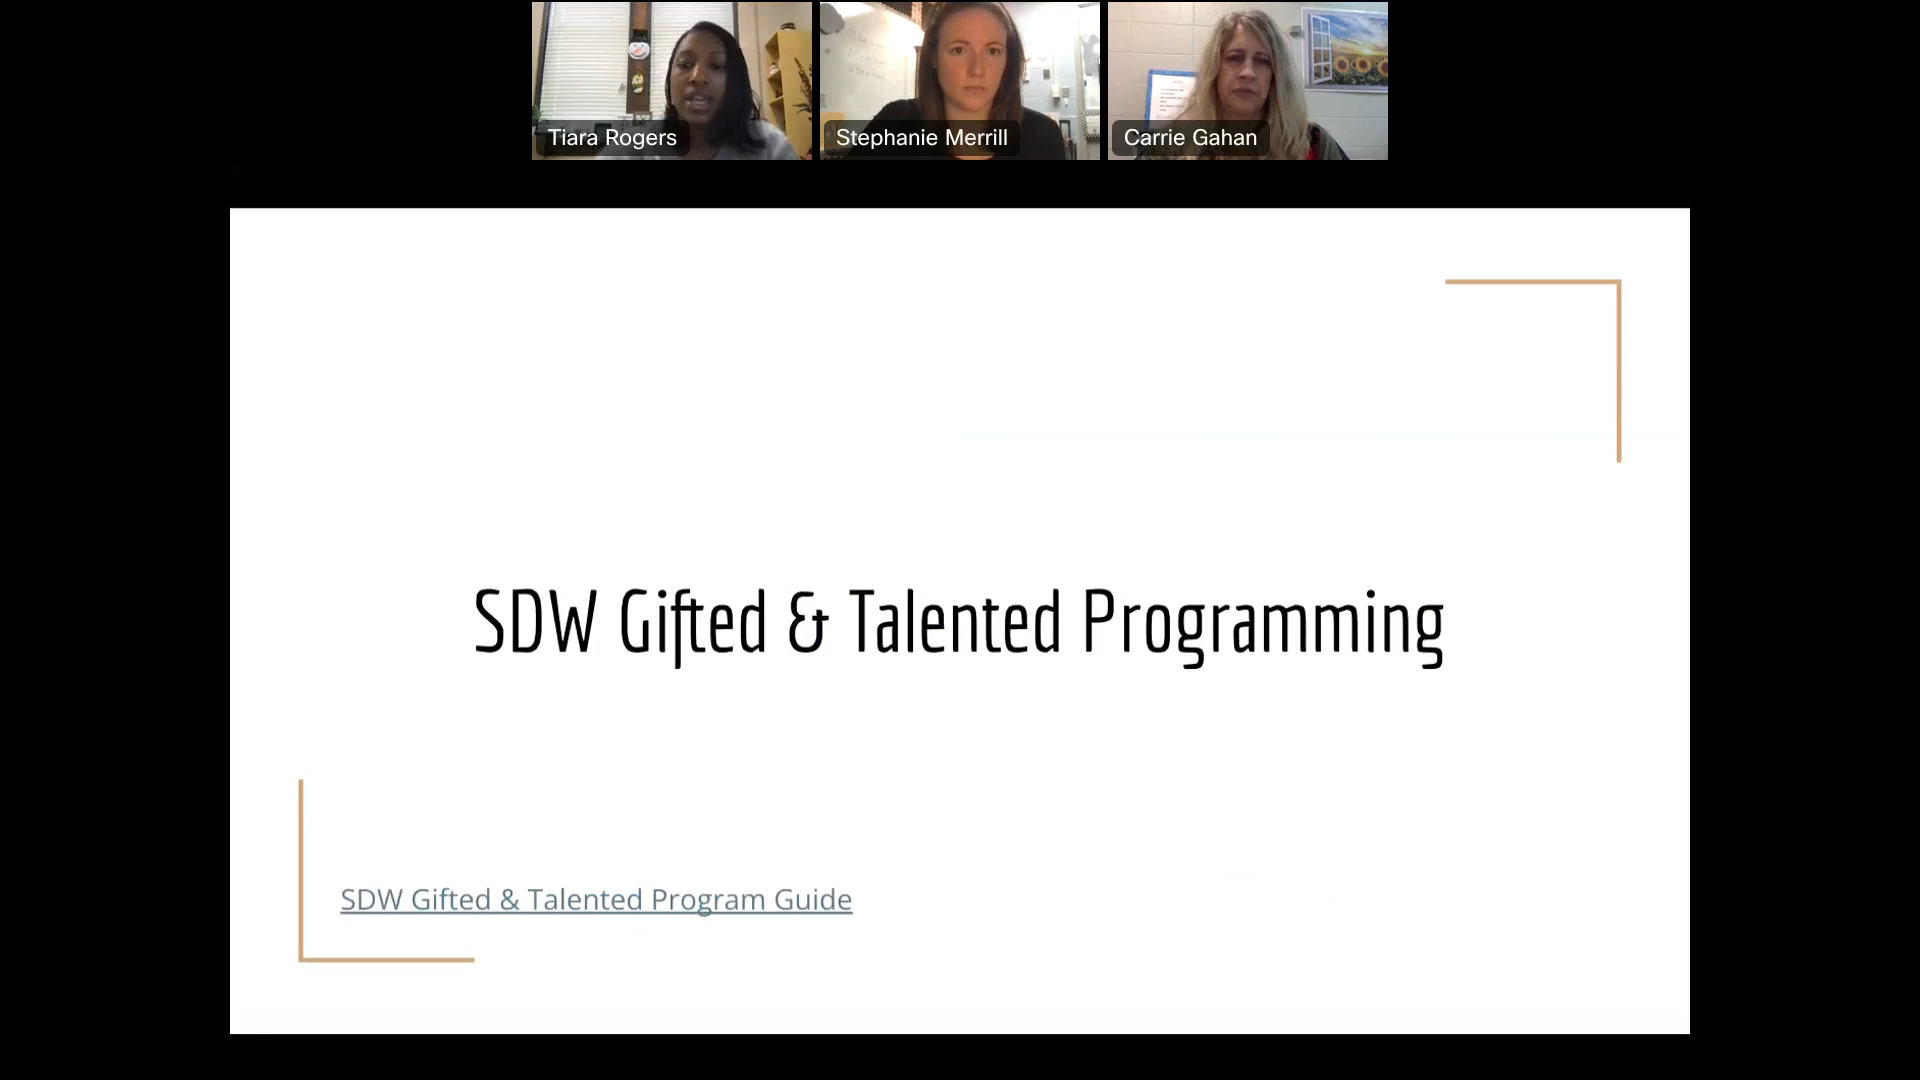 Tiara Rogers
Stephanie Merrill
Carrie Gahan
SDW Gifted & Talented Programming
SDW Gifted & Talented Program Guide